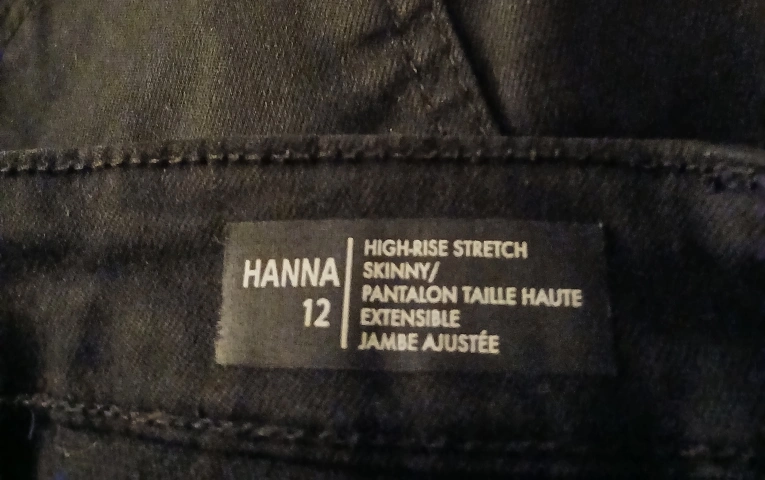 HANNA
12
HIGH-RISE STRETCH
SKINNY/
PANTALON TAILLE HAUTE
EXTENSIBLE
JAMBE AJUSTÉE